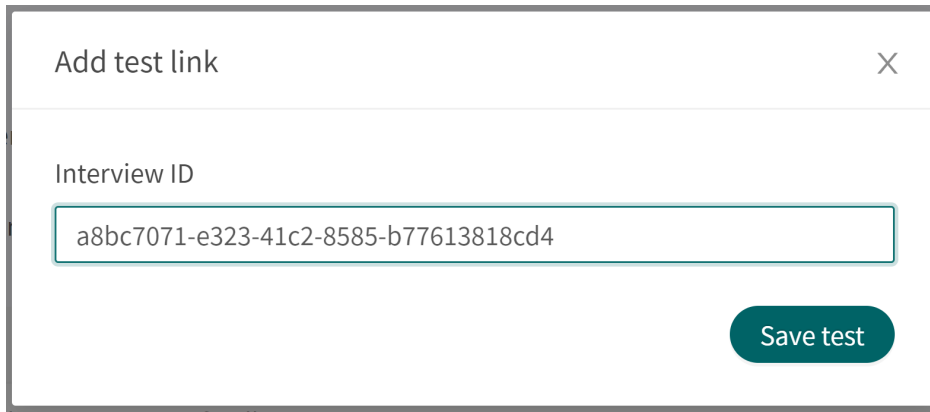 Add test link
X
Interview ID
a8bc7071-e323-41c2-8585-b77613818cd4
Save test